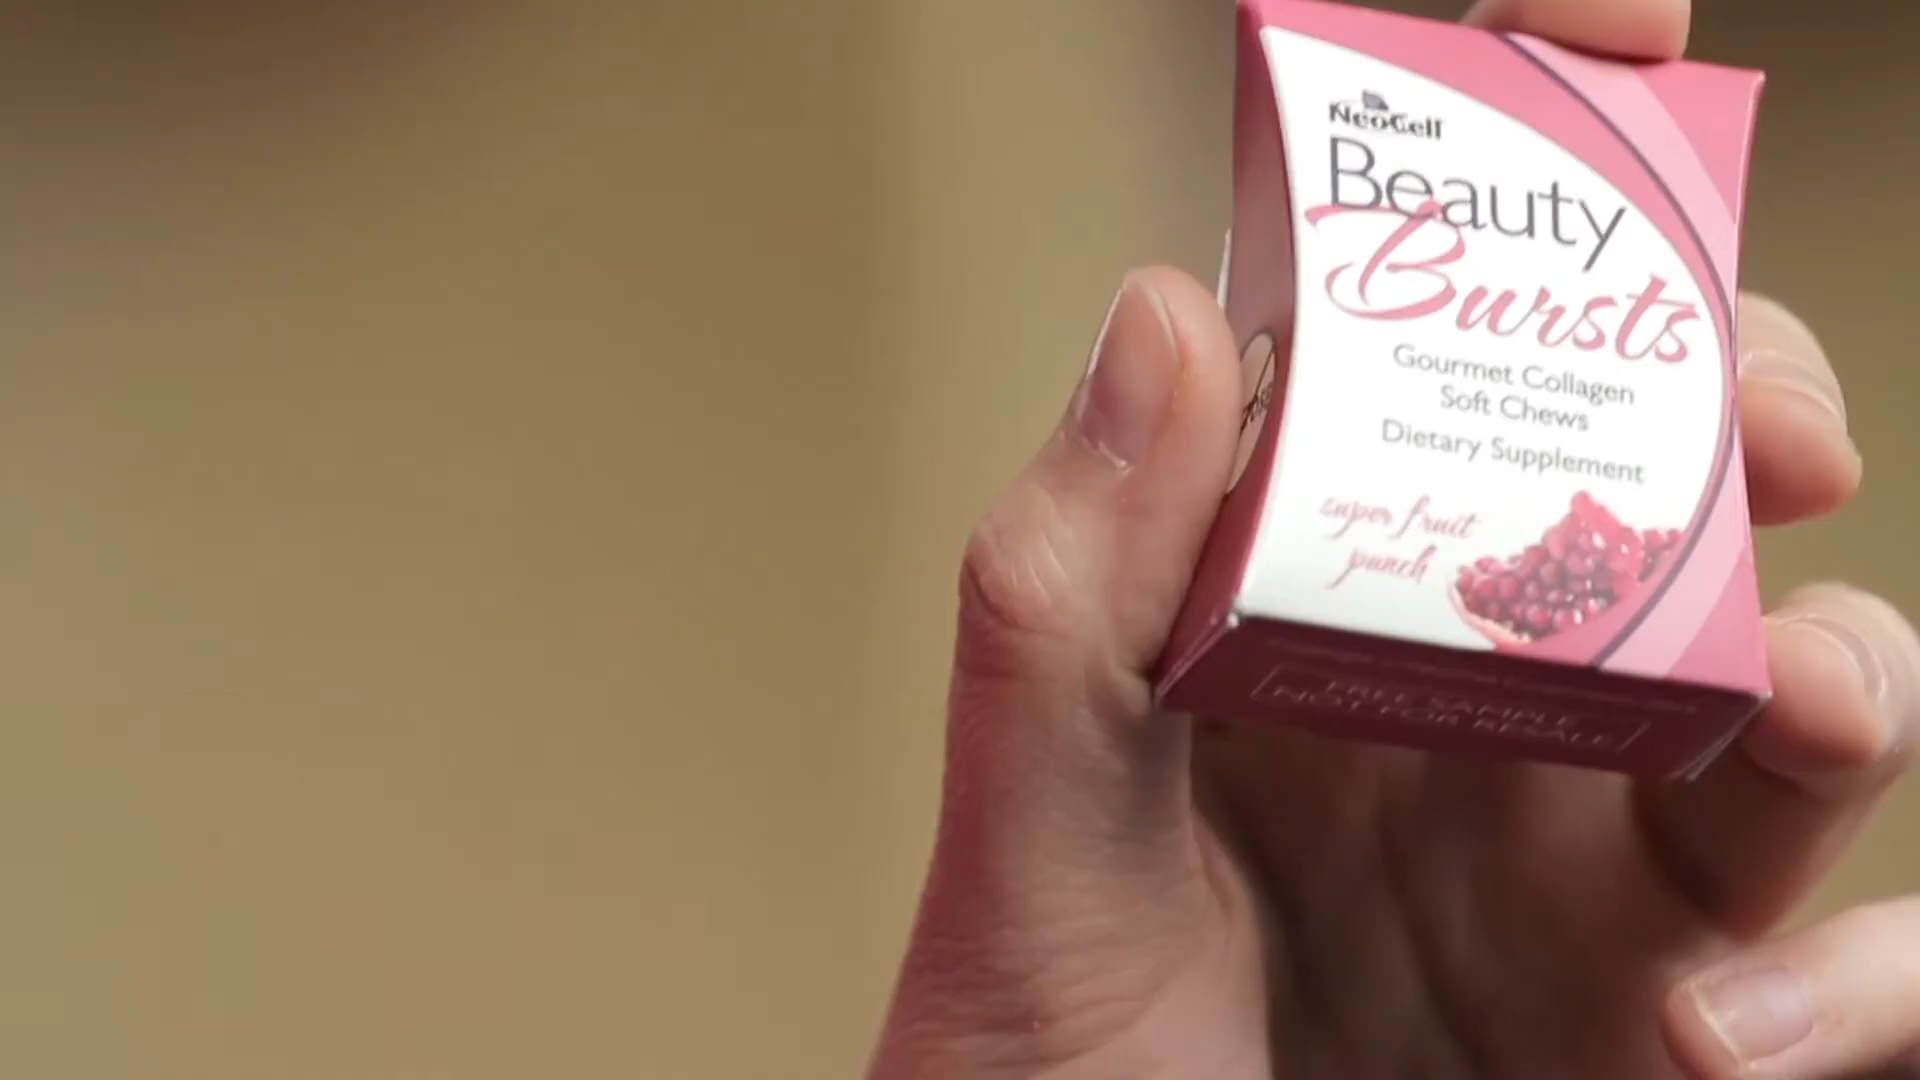 NeoCell
Beauty
Bursts
Gourmet Collagen
Soft Chews
Dietary Supplement
super fruit
punch
FREE SAMPLE
NOT FOR RESALE